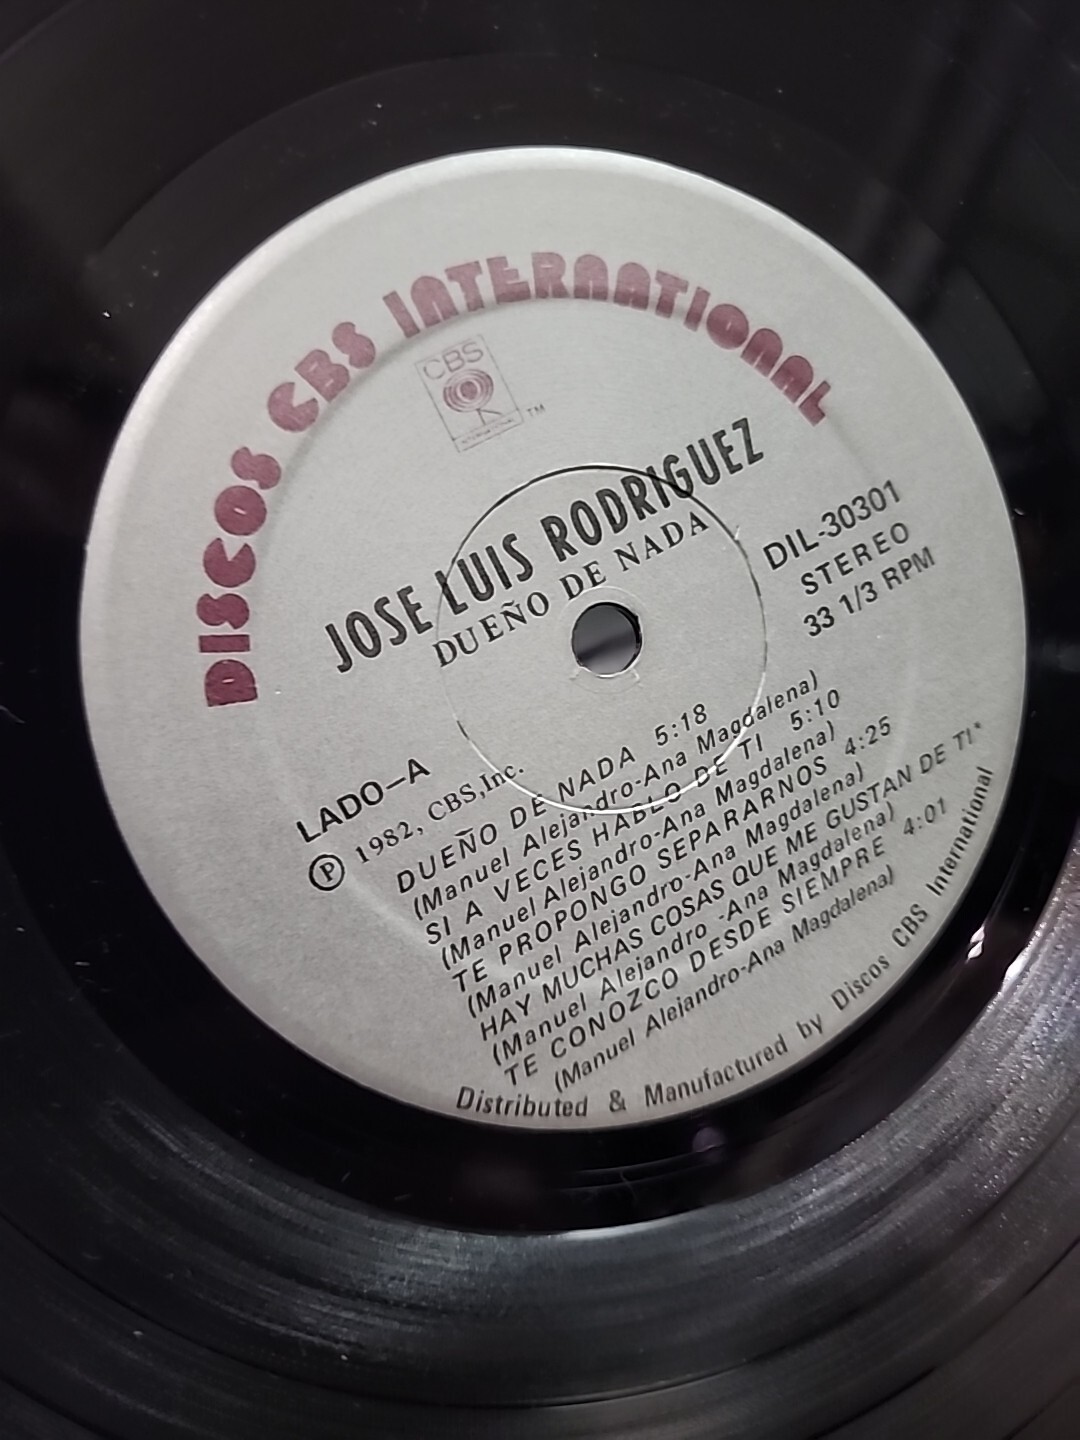 DISCOS CBS INTERNATIONAL
CBS
INTERNATIONAL
TM
JOSE LUIS RODRIGUEZ
DUEÑO DE NADA
DIL-30301
STEREO
33 1/3 RPM
LADO—A
Ⓟ 1982, CBS,Inc.
DUEÑO DE NADA 5:18
(Manuel Alejandro-Ana Magdalena)
SI A VECES HABLO DE TI 5:10
(Manuel Alejandro-Ana Magdalena)
TE PROPONGO SEPARARNOS 4:25
(Manuel Alejandro-Ana Magdalena)
HAY MUCHAS COSAS QUE ME GUSTAN DE TI*
(Manuel Alejandro -Ana Magdalena)
TE CONOZCO DESDE SIEMPRE 4:01
(Manuel Alejandro-Ana Magdalena)
Distributed & Manufactured by Discos CBS International